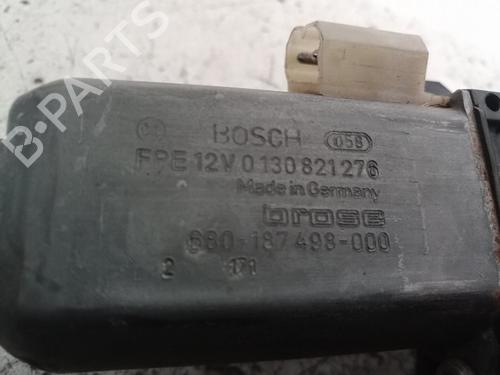 B-PARTS
BOSCH 058
FPE 12V 0 130 821 276
Made in Germany
brose
680-187 498-000
2 171